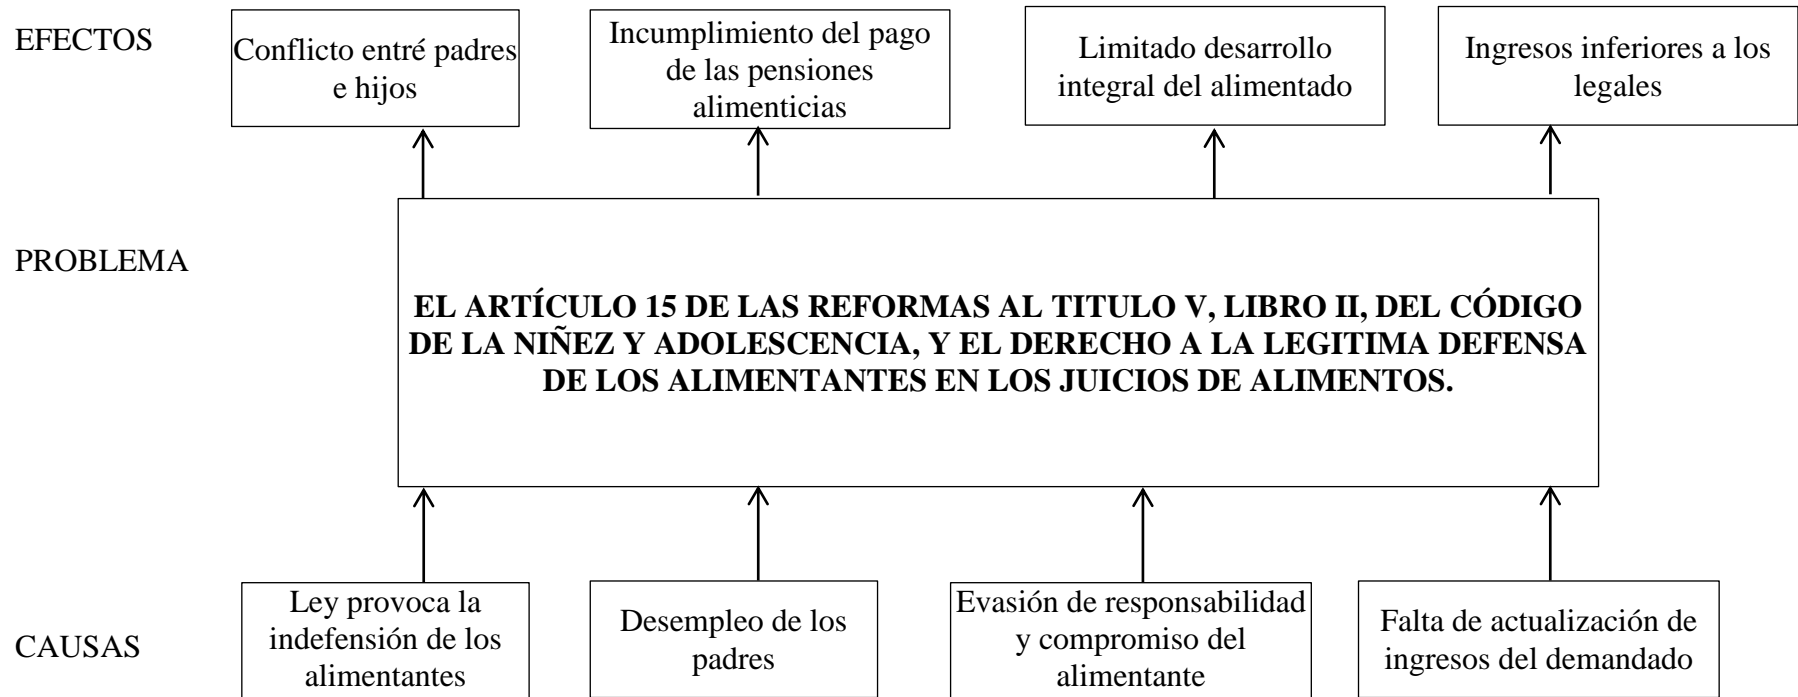 EFECTOS
Conflicto entré padres
e hijos
Incumplimiento del pago
de las pensiones
alimenticias
Limitado desarrollo
integral del alimentado
Ingresos inferiores a los
legales
PROBLEMA
EL ARTÍCULO 15 DE LAS REFORMAS AL TITULO V, LIBRO II, DEL CÓDIGO
DE LA NIÑEZ Y ADOLESCENCIA, Y EL DERECHO A LA LEGITIMA DEFENSA
DE LOS ALIMENTANTES EN LOS JUICIOS DE ALIMENTOS.
CAUSAS
Ley provoca la
indefensión de los
alimentantes
Desempleo de los
padres
Evasión de responsabilidad
y compromiso del
alimentante
Falta de actualización de
ingresos del demandado